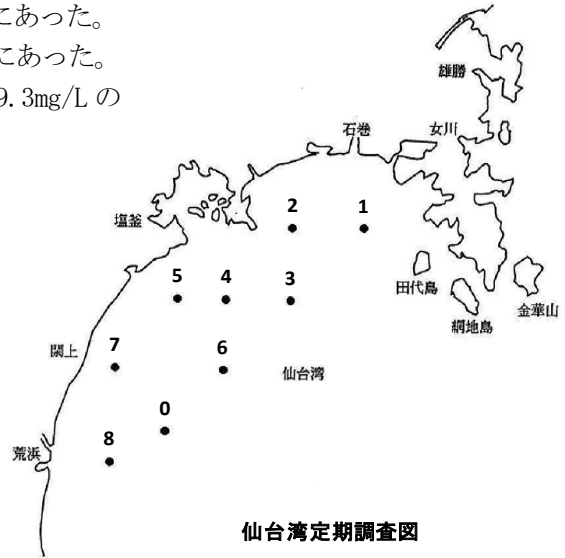 にあった。
にあった。
9.3mg/L の
雄勝
石巻
女川
塩釜
2
1
5
4
3
田代島
網地島
金華山
閖上
7
6
仙台湾
0
荒浜
8
仙台湾定期調査図